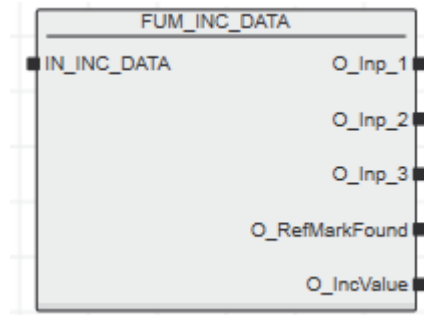 FUM_INC_DATA
IN_INC_DATA O_Inp_1
O_Inp_2
O_Inp_3
O_RefMarkFound
O_IncValue